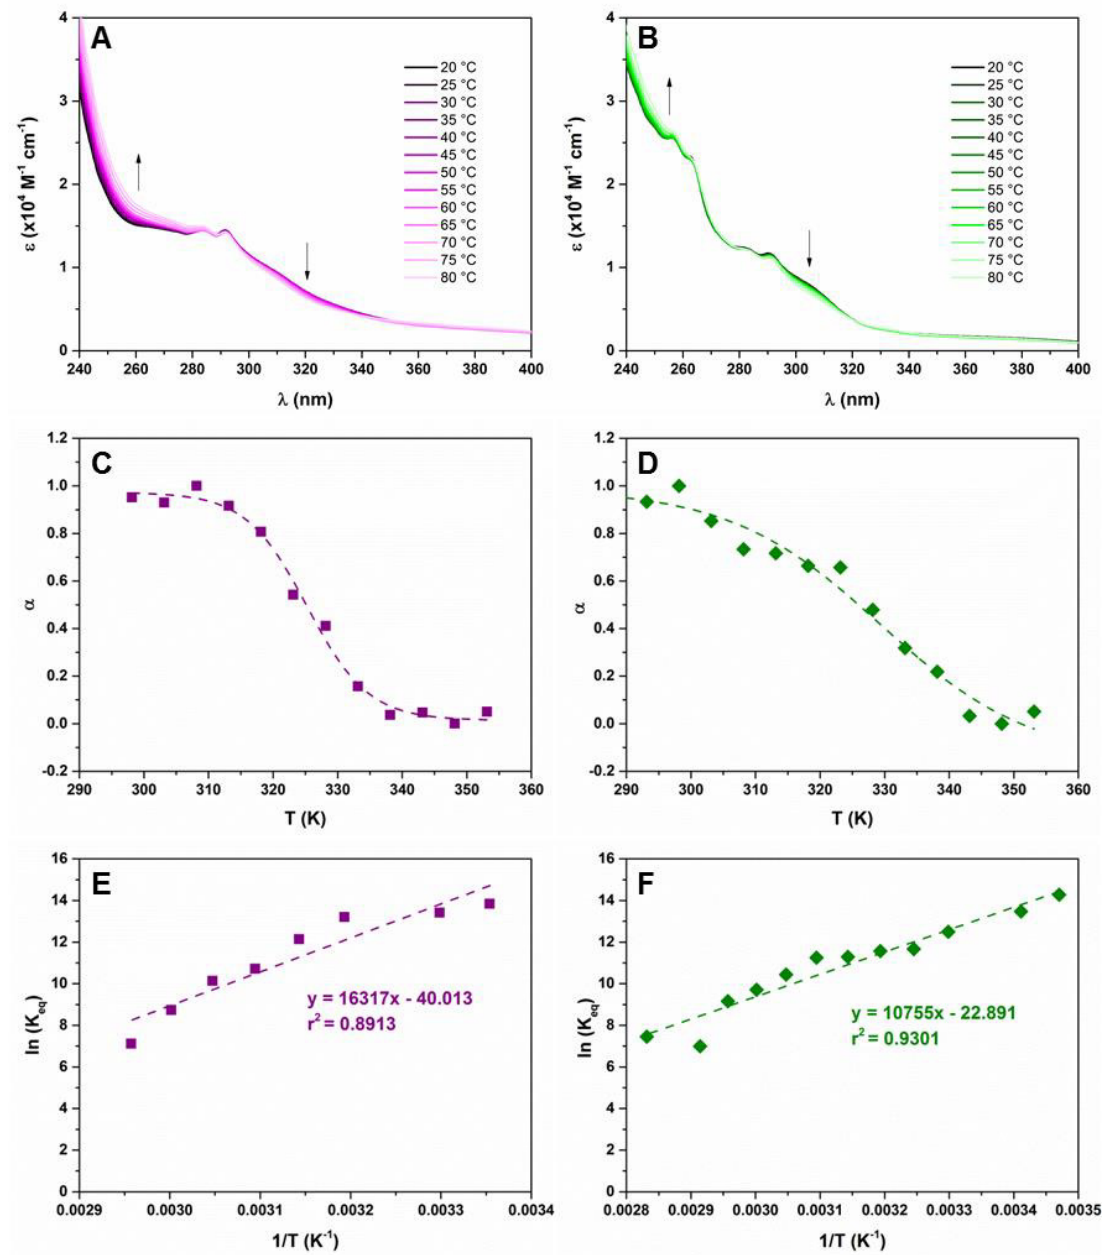 A
ε (x10⁴ M⁻¹ cm⁻¹)
4
3
2
1
0
20 °C
25 °C
30 °C
35 °C
40 °C
45 °C
50 °C
55 °C
60 °C
65 °C
70 °C
75 °C
80 °C
240 260 280 300 320 340 360 380 400
λ (nm)
B
ε (x10⁴ M⁻¹ cm⁻¹)
4
3
2
1
0
20 °C
25 °C
30 °C
35 °C
40 °C
45 °C
50 °C
55 °C
60 °C
65 °C
70 °C
75 °C
80 °C
240 260 280 300 320 340 360 380 400
λ (nm)
C
α
1.2
1.0
0.8
0.6
0.4
0.2
0.0
-0.2
290 300 310 320 330 340 350 360
T (K)
D
α
1.2
1.0
0.8
0.6
0.4
0.2
0.0
-0.2
290 300 310 320 330 340 350 360
T (K)
E
ln (Keq)
16
14
12
10
8
6
4
2
0
y = 16317x - 40.013
r² = 0.8913
0.0029 0.0030 0.0031 0.0032 0.0033 0.0034
1/T (K⁻¹)
F
ln (Keq)
16
14
12
10
8
6
4
2
0
y = 10755x - 22.891
r² = 0.9301
0.0028 0.0029 0.0030 0.0031 0.0032 0.0033 0.0034 0.0035
1/T (K⁻¹)